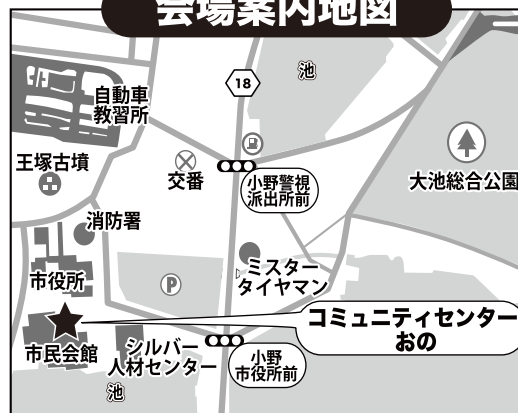 会場案内地図
池
18
自動車
教習所
王塚古墳
交番
小野警視
派出所前
大池総合公園
消防署
ミスター
タイヤマン
市役所
P
コミュニティセンター
おの
市民会館
シルバー
人材センター
小野
市役所前
池